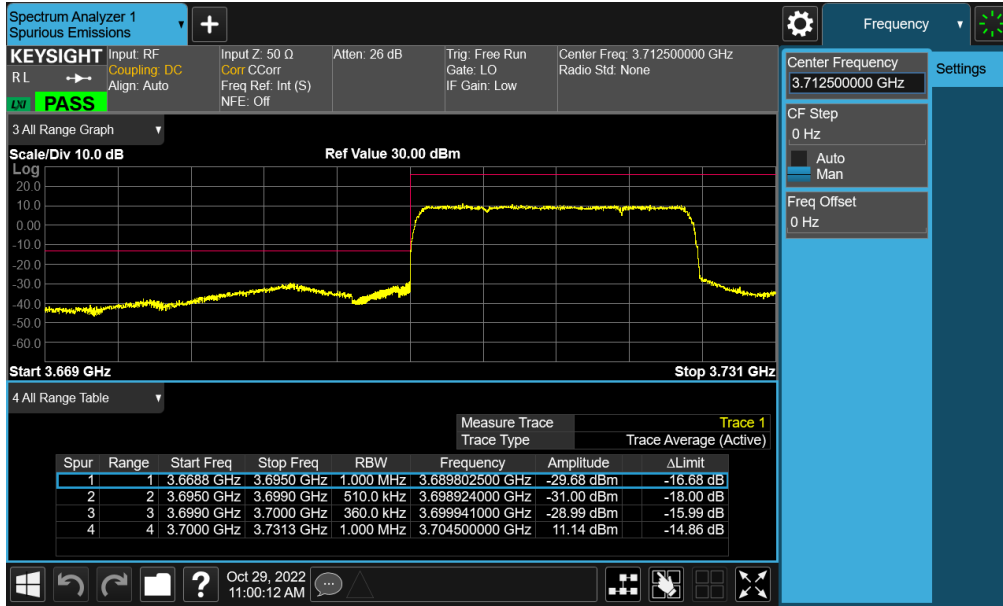 Spectrum Analyzer 1
Spurious Emissions
Frequency
KEYSIGHT
R L
LXI
PASS
Input: RF
Coupling: DC
Align: Auto
Input Z: 50 Ω
Corr CCorr
Freq Ref: Int (S)
NFE: Off
Atten: 26 dB
Trig: Free Run
Gate: LO
IF Gain: Low
Center Freq: 3.712500000 GHz
Radio Std: None
Center Frequency
3.712500000 GHz
Settings
CF Step
0 Hz
Auto
Man
Freq Offset
0 Hz
3 All Range Graph
Scale/Div 10.0 dB Ref Value 30.00 dBm
Log
20.0
10.0
0.00
-10.0
-20.0
-30.0
-40.0
-50.0
-60.0
Start 3.669 GHz Stop 3.731 GHz
4 All Range Table
Measure Trace Trace 1
Trace Type Trace Average (Active)
Spur Range Start Freq Stop Freq RBW Frequency Amplitude ΔLimit
1 1 3.6688 GHz 3.6950 GHz 1.000 MHz 3.689802500 GHz -29.68 dBm -16.68 dB
2 2 3.6950 GHz 3.6990 GHz 510.0 kHz 3.698924000 GHz -31.00 dBm -18.00 dB
3 3 3.6990 GHz 3.7000 GHz 360.0 kHz 3.699941000 GHz -28.99 dBm -15.99 dB
4 4 3.7000 GHz 3.7313 GHz 1.000 MHz 3.704500000 GHz 11.14 dBm -14.86 dB
?
Oct 29, 2022
11:00:12 AM